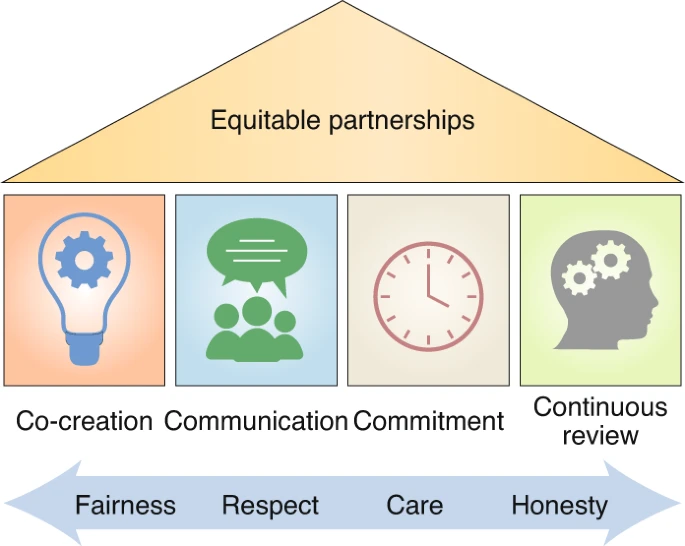 Equitable partnerships
Co-creation
Communication
Commitment
Continuous
review
Fairness Respect Care Honesty